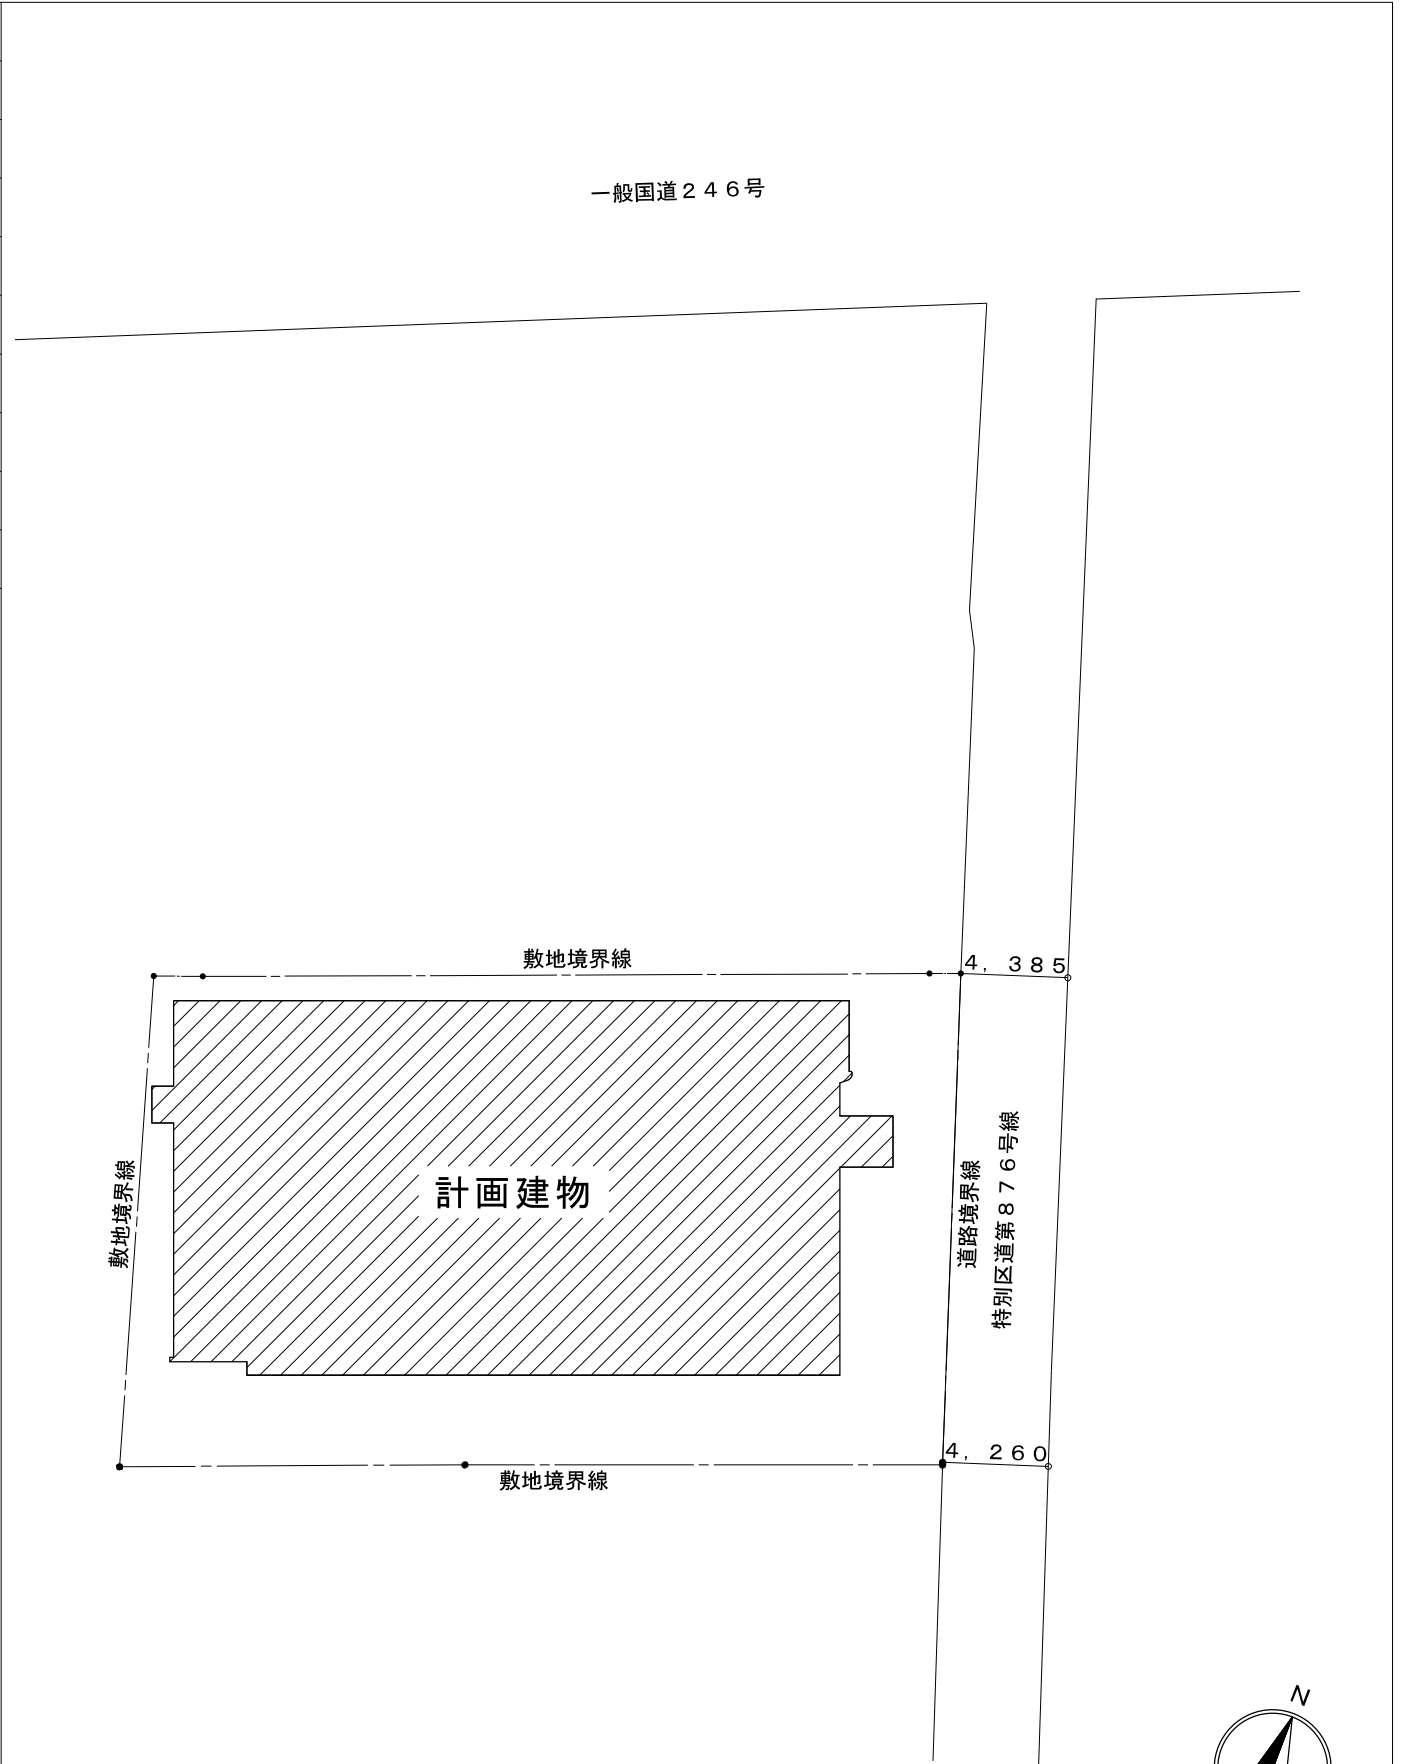 一般国道２４６号
敷地境界線
４，３８５
敷地境界線
計画建物
道路境界線
特別区道第８７６号線
４，２６０
敷地境界線
N